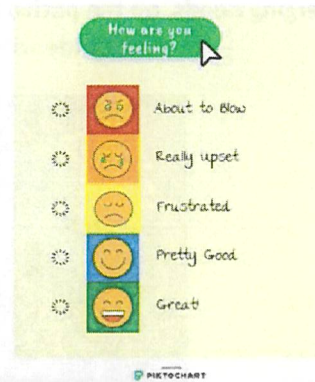 How are you
feeling?
About to Blow
Really upset
Frustrated
Pretty Good
Great!
PIKTOCHART